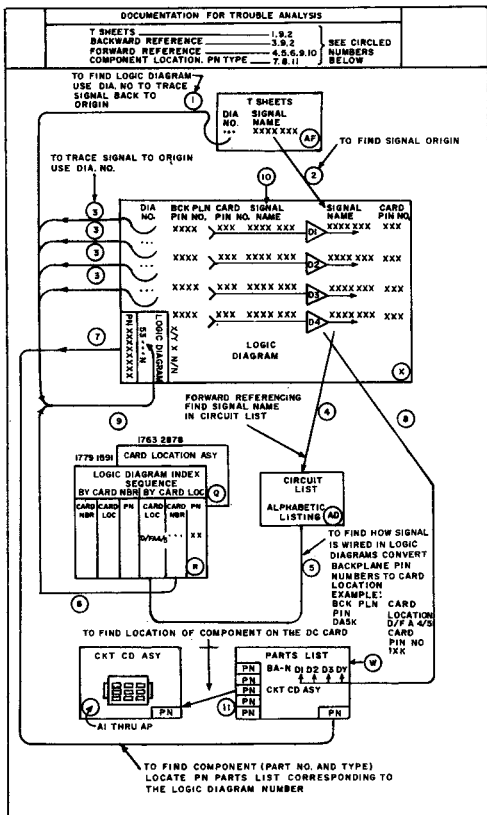 DOCUMENTATION FOR TROUBLE ANALYSIS
T SHEETS 1,9,2
BACKWARD REFERENCE 3,9,2
FORWARD REFERENCE 4,5,6,9,10
COMPONENT LOCATION, PN TYPE 7,8,11
SEE CIRCLED
NUMBERS
BELOW
TO FIND LOGIC DIAGRAM
USE DIA. NO TO TRACE
SIGNAL BACK TO
ORIGIN
1
T SHEETS
DIA SIGNAL
NO. NAME
... XXXX XXX
AF
TO FIND SIGNAL ORIGIN
2
TO TRACE SIGNAL TO ORIGIN
USE DIA. NO.
10
DIA BCK PLN CARD SIGNAL SIGNAL CARD
NO. PIN NO. PIN NO. NAME NAME PIN NO.
3 ... XXXX XXX XXXX XXX D1 XXXX XXX XXX
3 ... XXXX XXX XXXX XXX D2 XXXX XXX XXX
3 ... XXXX XXX XXXX XXX D3 XXXX XXX XXX
3 ... XXXX XXX XXXX XXX D4 XXXX XXX XXX
7
PN XXXXXXXX
LOGIC DIAGRAM
53 ... N
X/Y X N/N
LOGIC
DIAGRAM
X
9
FORWARD REFERENCING
FIND SIGNAL NAME
IN CIRCUIT LIST
4
8
1763 2878
1779 1591
CARD LOCATION ASY
LOGIC DIAGRAM INDEX
SEQUENCE
BY CARD NBR BY CARD LOC
Q
CARD NBR
CARD LOC
PN
CARD LOC
CARD NBR
PN
D/FA4/5 ... XX
R
CIRCUIT
LIST
ALPHABETIC
LISTING
AD
5
TO FIND HOW SIGNAL
IS WIRED IN LOGIC
DIAGRAMS CONVERT
BACKPLANE PIN
NUMBERS TO CARD
LOCATION
EXAMPLE:
BCK PLN CARD
PIN LOCATION
DA5K D/F A 4/5
CARD
PIN NO
1XX
6
TO FIND LOCATION OF COMPONENT ON THE DC CARD
CKT CD ASY
PN
A1 THRU AP
PARTS LIST
W
BA-N D1 D2 D3 DY
CKT CD ASY
PN
PN
PN
PN
PN
PN
11
TO FIND COMPONENT (PART NO. AND TYPE)
LOCATE PN PARTS LIST CORRESPONDING TO
THE LOGIC DIAGRAM NUMBER